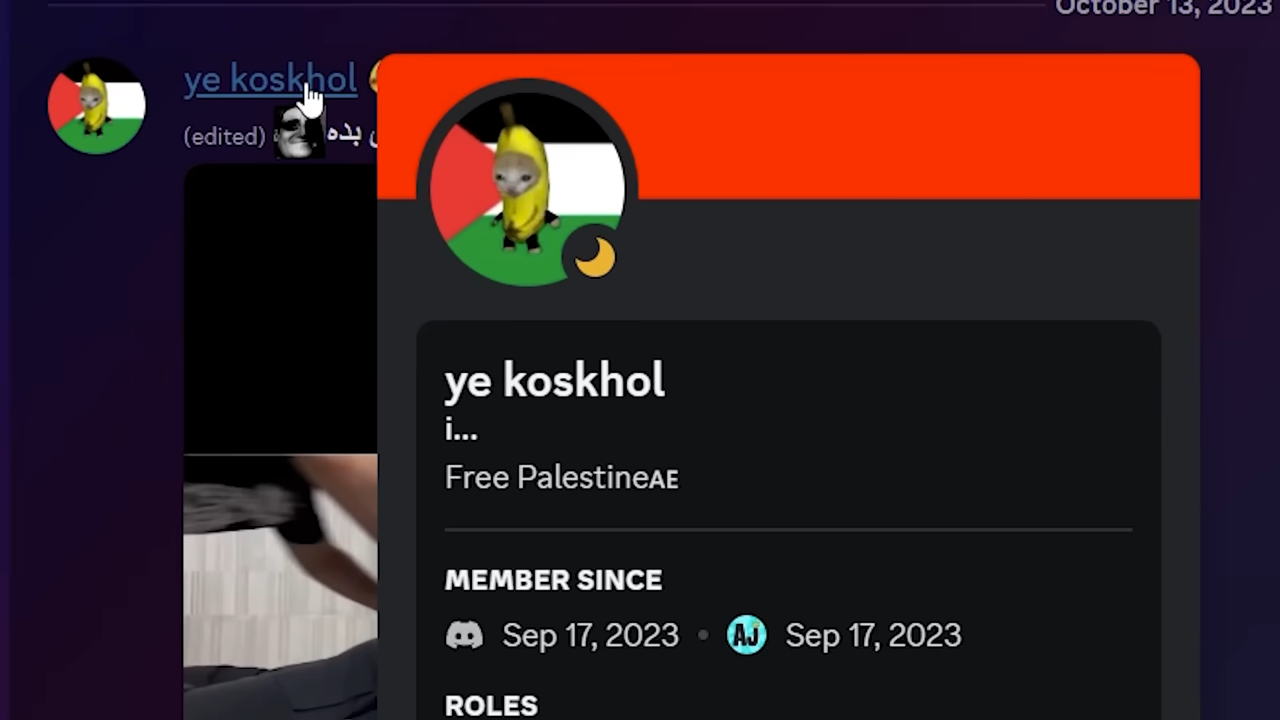 October 13, 2023
ye koskhol
(edited)
بده
ye koskhol
i...
Free PalestineAE
MEMBER SINCE
Sep 17, 2023 • AJ Sep 17, 2023
ROLES